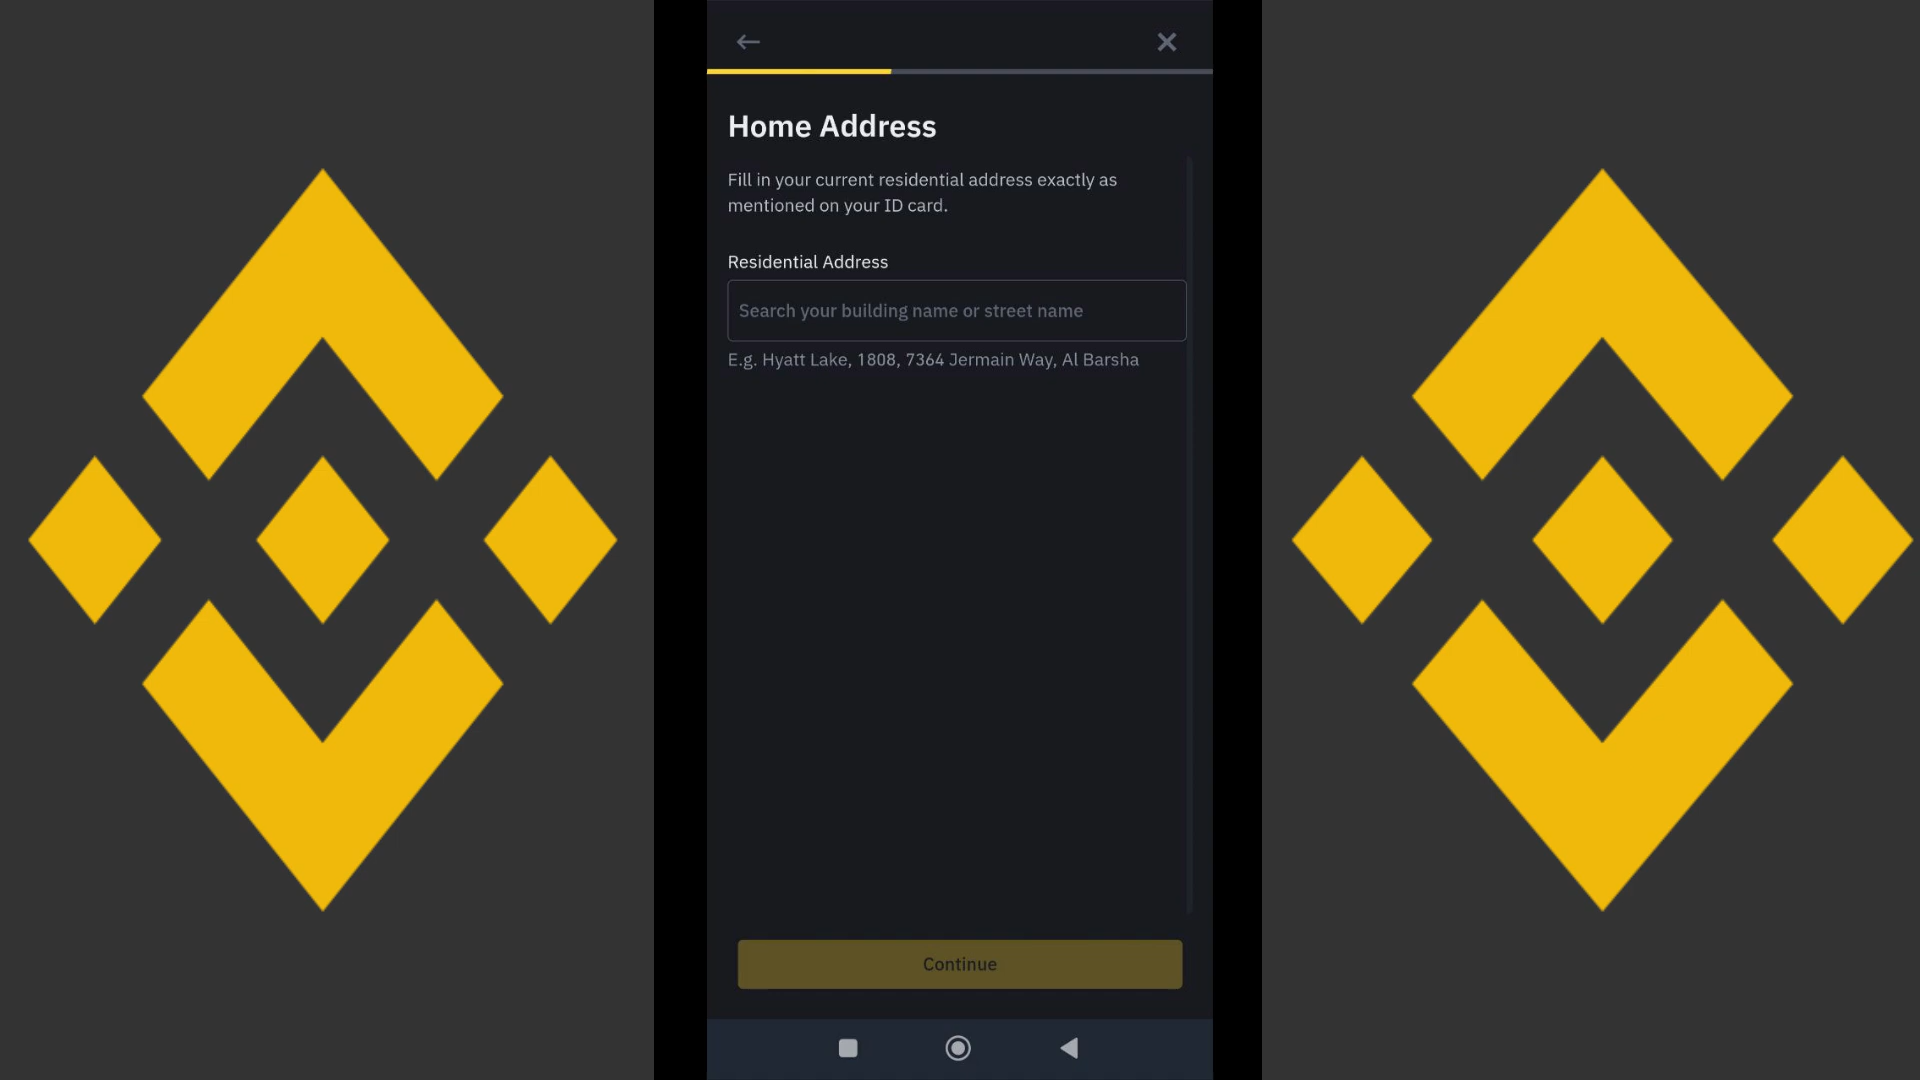 Home Address
Fill in your current residential address exactly as
mentioned on your ID card.
Residential Address
Search your building name or street name
E.g. Hyatt Lake, 1808, 7364 Jermain Way, Al Barsha
Continue